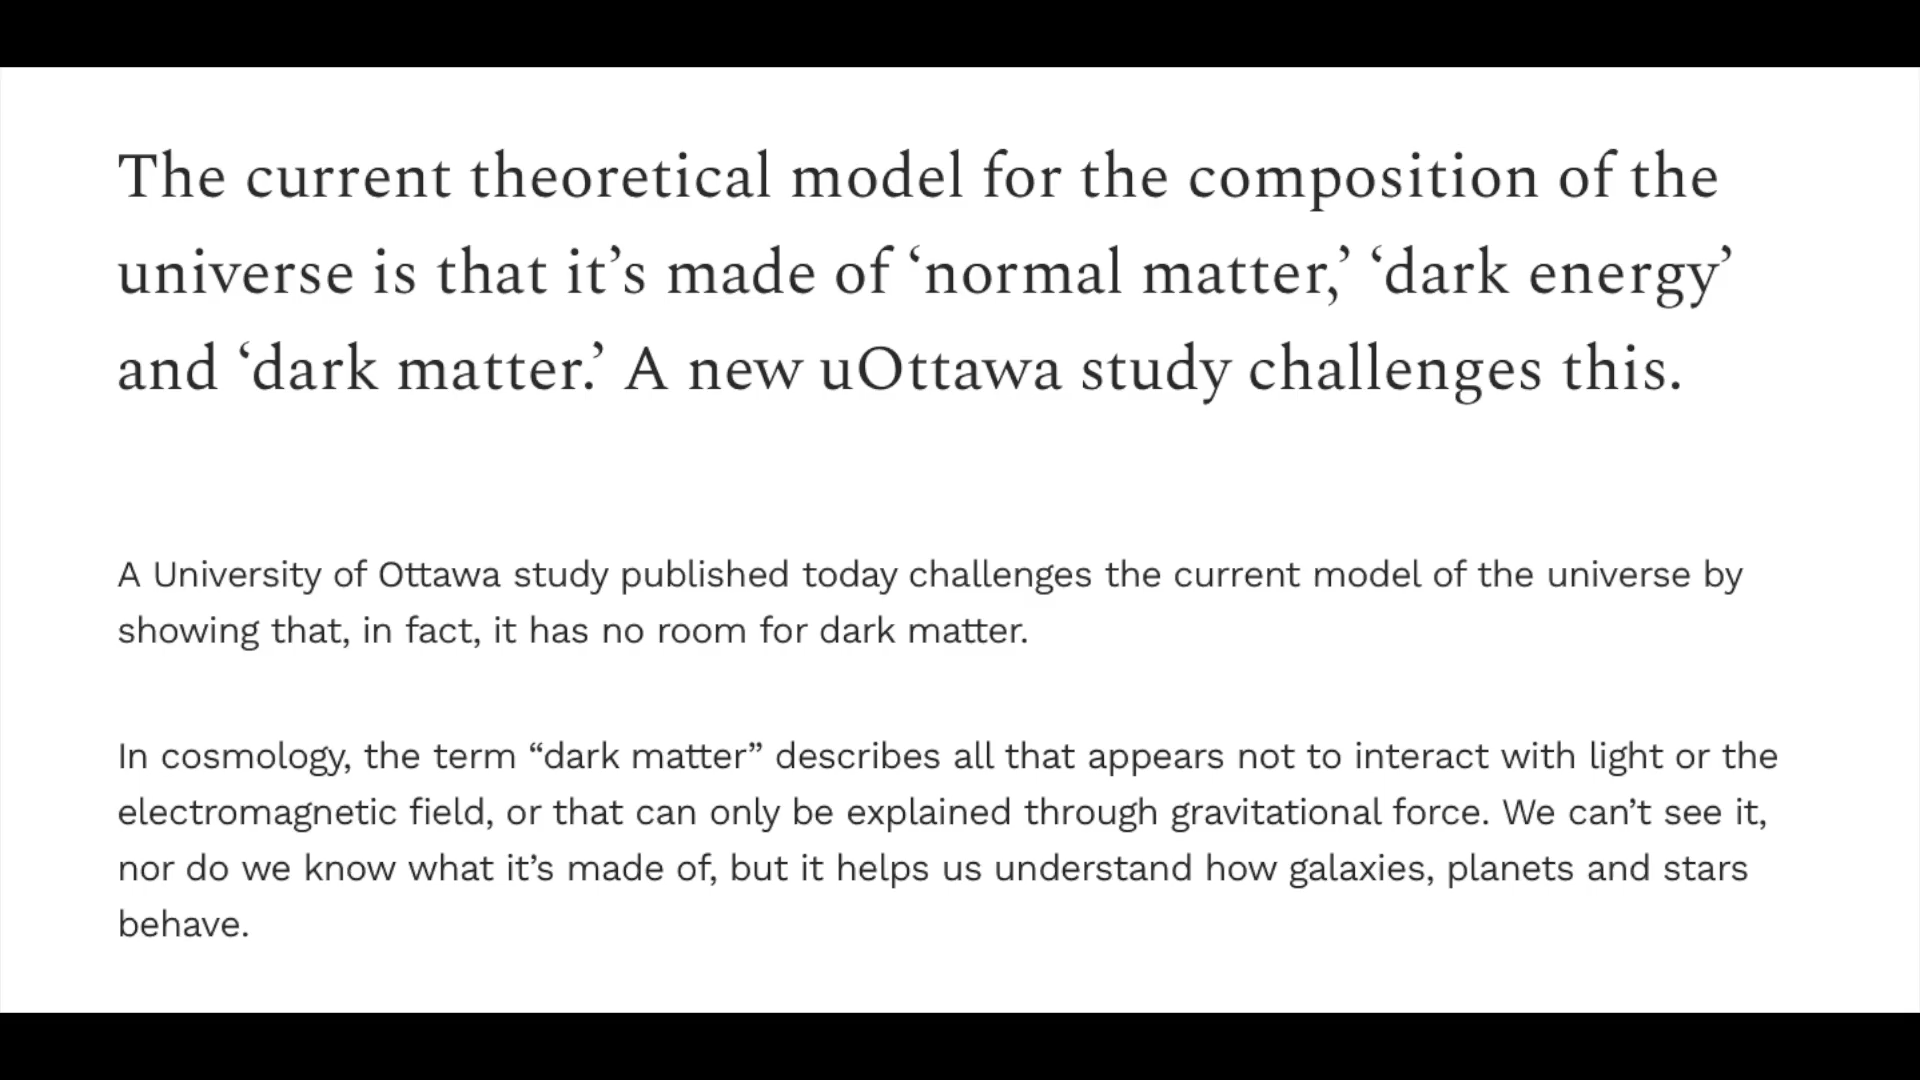 The current theoretical model for the composition of the
universe is that it’s made of ‘normal matter,’ ‘dark energy’
and ‘dark matter.’ A new uOttawa study challenges this.
A University of Ottawa study published today challenges the current model of the universe by
showing that, in fact, it has no room for dark matter.
In cosmology, the term “dark matter” describes all that appears not to interact with light or the
electromagnetic field, or that can only be explained through gravitational force. We can’t see it,
nor do we know what it’s made of, but it helps us understand how galaxies, planets and stars
behave.